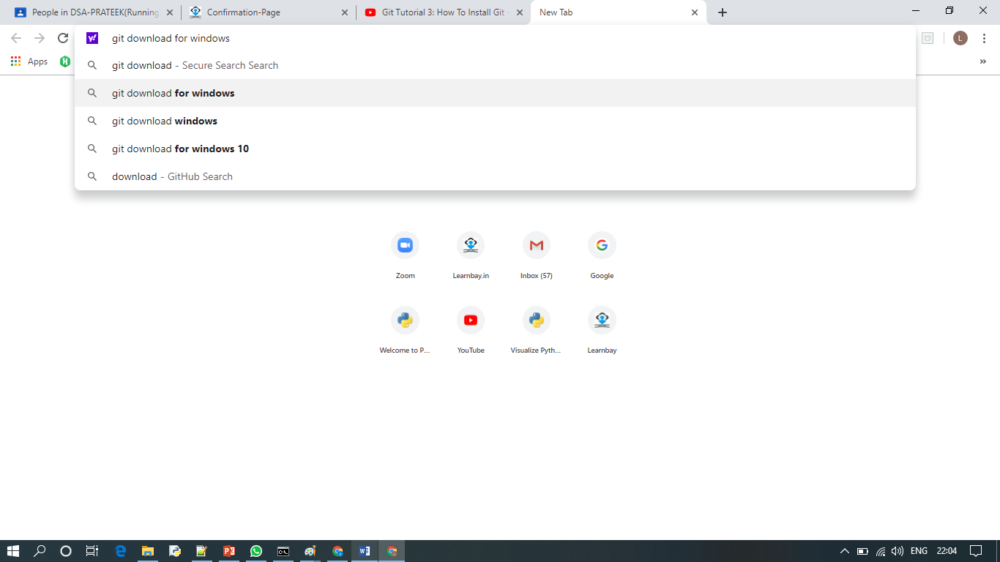 People in DSA-PRATEEK(Running
Confirmation-Page
Git Tutorial 3: How To Install Git -
New Tab
y!
git download for windows
L
Apps
git download - Secure Search Search
»
git download for windows
git download windows
git download for windows 10
download - GitHub Search
Zoom
Learnbay.in
Inbox (57)
Google
Welcome to P...
YouTube
Visualize Pyth...
Learnbay
ENG
22:04